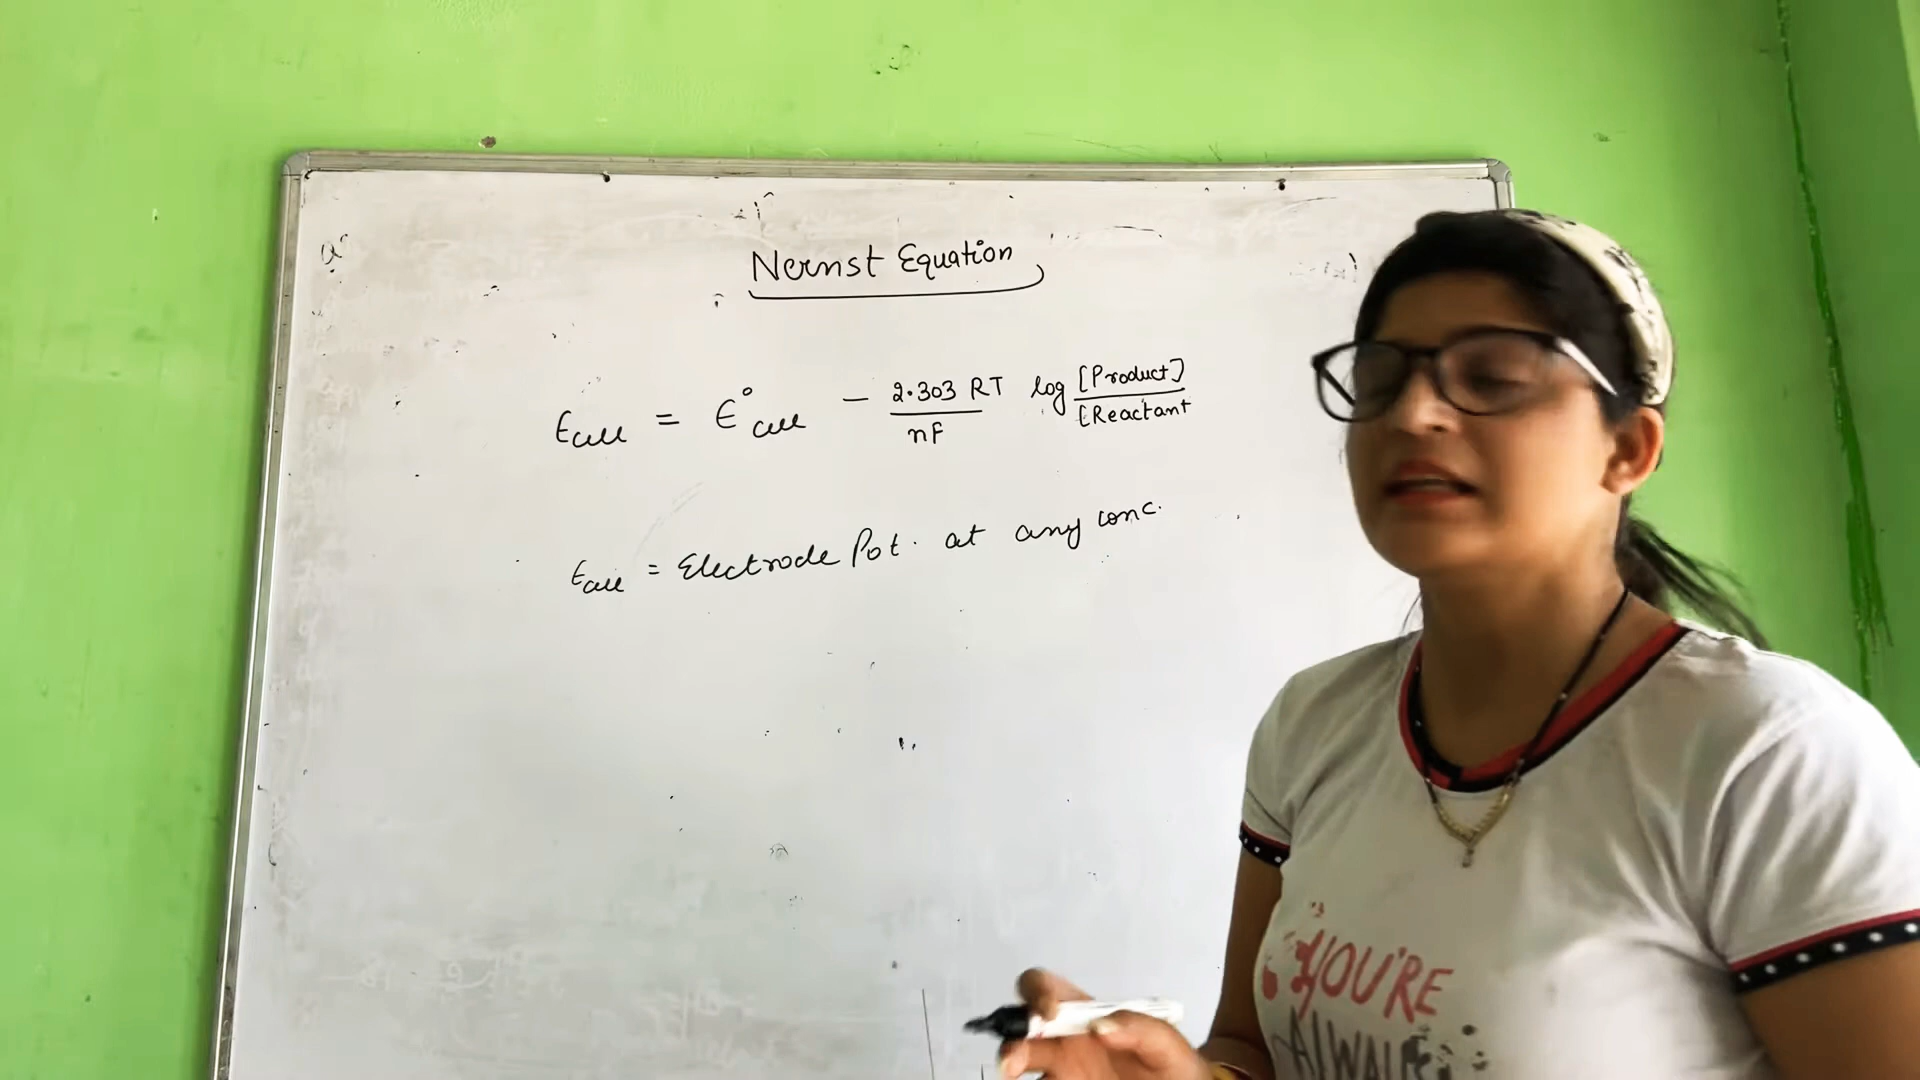 Nernst Equation
Ecell = E°cell - 2.303 RT / nF log [Product] / [Reactant
Ecell = Electrode Pot. at any conc.
YOU'RE
ALWA